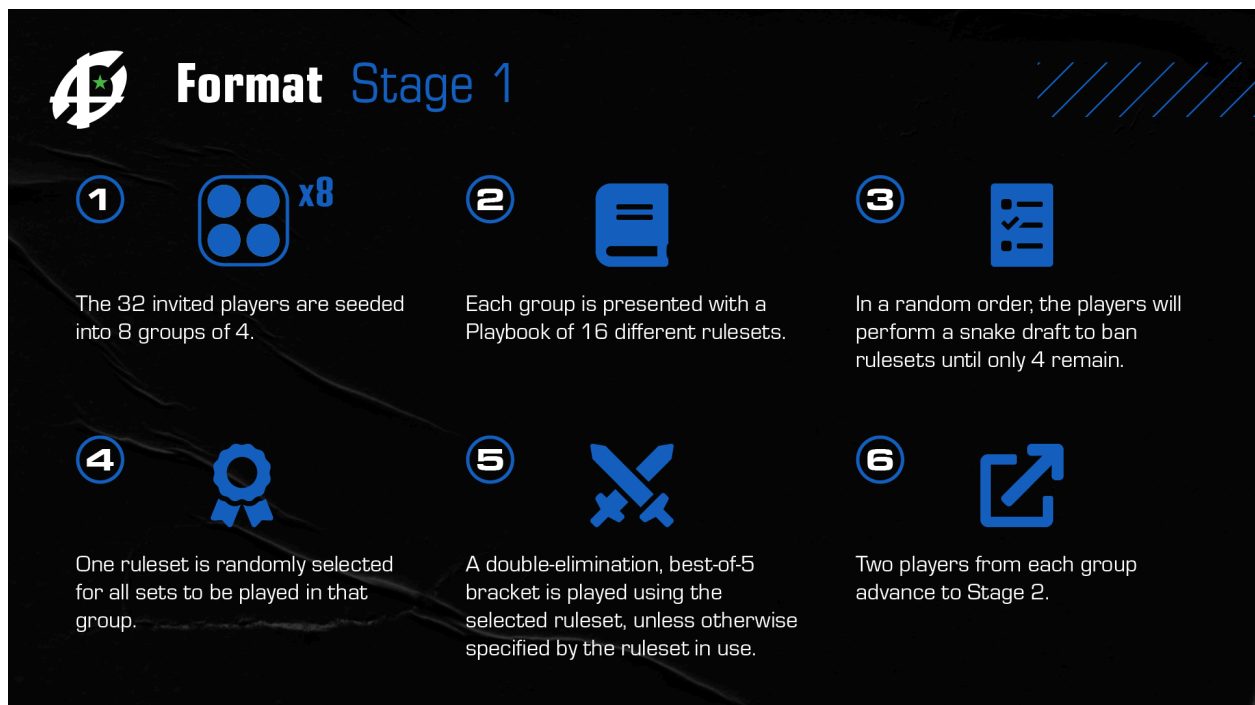 Format Stage 1
1
x8
The 32 invited players are seeded
into 8 groups of 4.
2
Each group is presented with a
Playbook of 16 different rulesets.
3
In a random order, the players will
perform a snake draft to ban
rulesets until only 4 remain.
4
One ruleset is randomly selected
for all sets to be played in that
group.
5
A double-elimination, best-of-5
bracket is played using the
selected ruleset, unless otherwise
specified by the ruleset in use.
6
Two players from each group
advance to Stage 2.